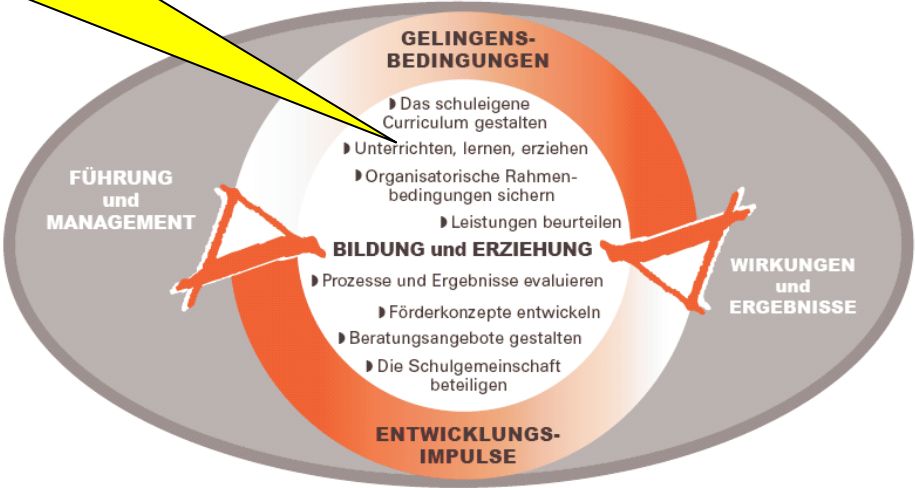 GELINGENS-
BEDINGUNGEN
Das schuleigene
Curriculum gestalten
Unterrichten, lernen, erziehen
Organisatorische Rahmen-
bedingungen sichern
Leistungen beurteilen
FÜHRUNG
und
MANAGEMENT
BILDUNG und ERZIEHUNG
WIRKUNGEN
und
ERGEBNISSE
Prozesse und Ergebnisse evaluieren
Förderkonzepte entwickeln
Beratungsangebote gestalten
Die Schulgemeinschaft
beteiligen
ENTWICKLUNGS-
IMPULSE